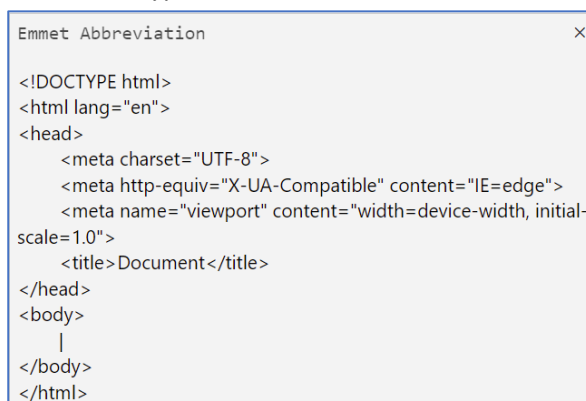 Emmet Abbreviation ×
<!DOCTYPE html>
<html lang="en">
<head>
<meta charset="UTF-8">
<meta http-equiv="X-UA-Compatible" content="IE=edge">
<meta name="viewport" content="width=device-width, initial-
scale=1.0">
<title>Document</title>
</head>
<body>
|
</body>
</html>